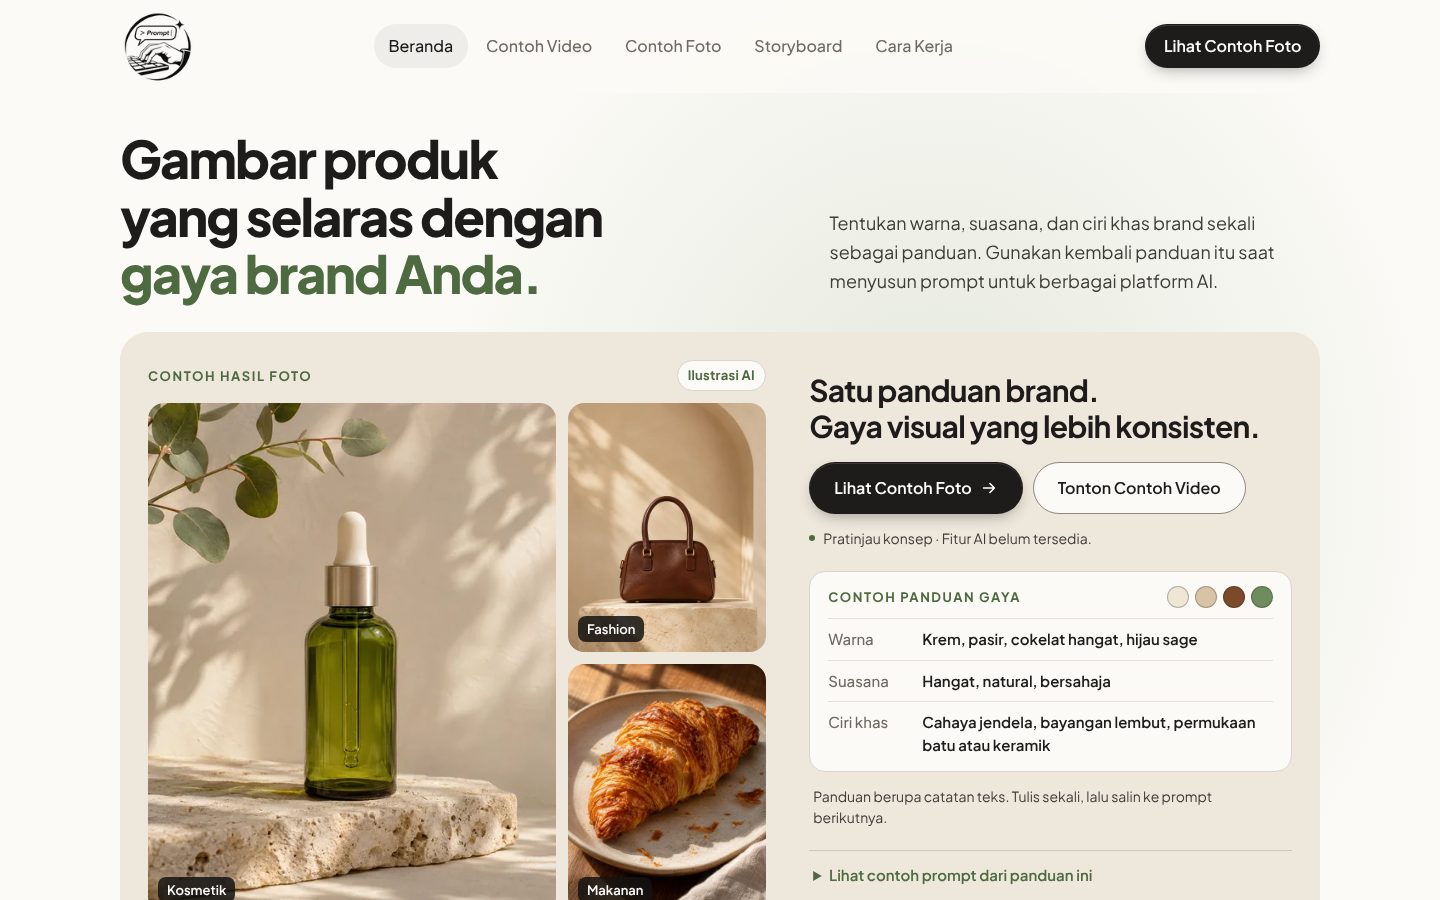 > Prompt|
Beranda
Contoh Video
Contoh Foto
Storyboard
Cara Kerja
Lihat Contoh Foto
Gambar produk
yang selaras dengan
gaya brand Anda.
Tentukan warna, suasana, dan ciri khas brand sekali
sebagai panduan. Gunakan kembali panduan itu saat
menyusun prompt untuk berbagai platform AI.
CONTOH HASIL FOTO
Ilustrasi AI
Kosmetik
Fashion
Makanan
Satu panduan brand.
Gaya visual yang lebih konsisten.
Lihat Contoh Foto →
Tonton Contoh Video
Pratinjau konsep · Fitur AI belum tersedia.
CONTOH PANDUAN GAYA
Warna Krem, pasir, cokelat hangat, hijau sage
Suasana Hangat, natural, bersahaja
Ciri khas Cahaya jendela, bayangan lembut, permukaan
batu atau keramik
Panduan berupa catatan teks. Tulis sekali, lalu salin ke prompt
berikutnya.
Lihat contoh prompt dari panduan ini